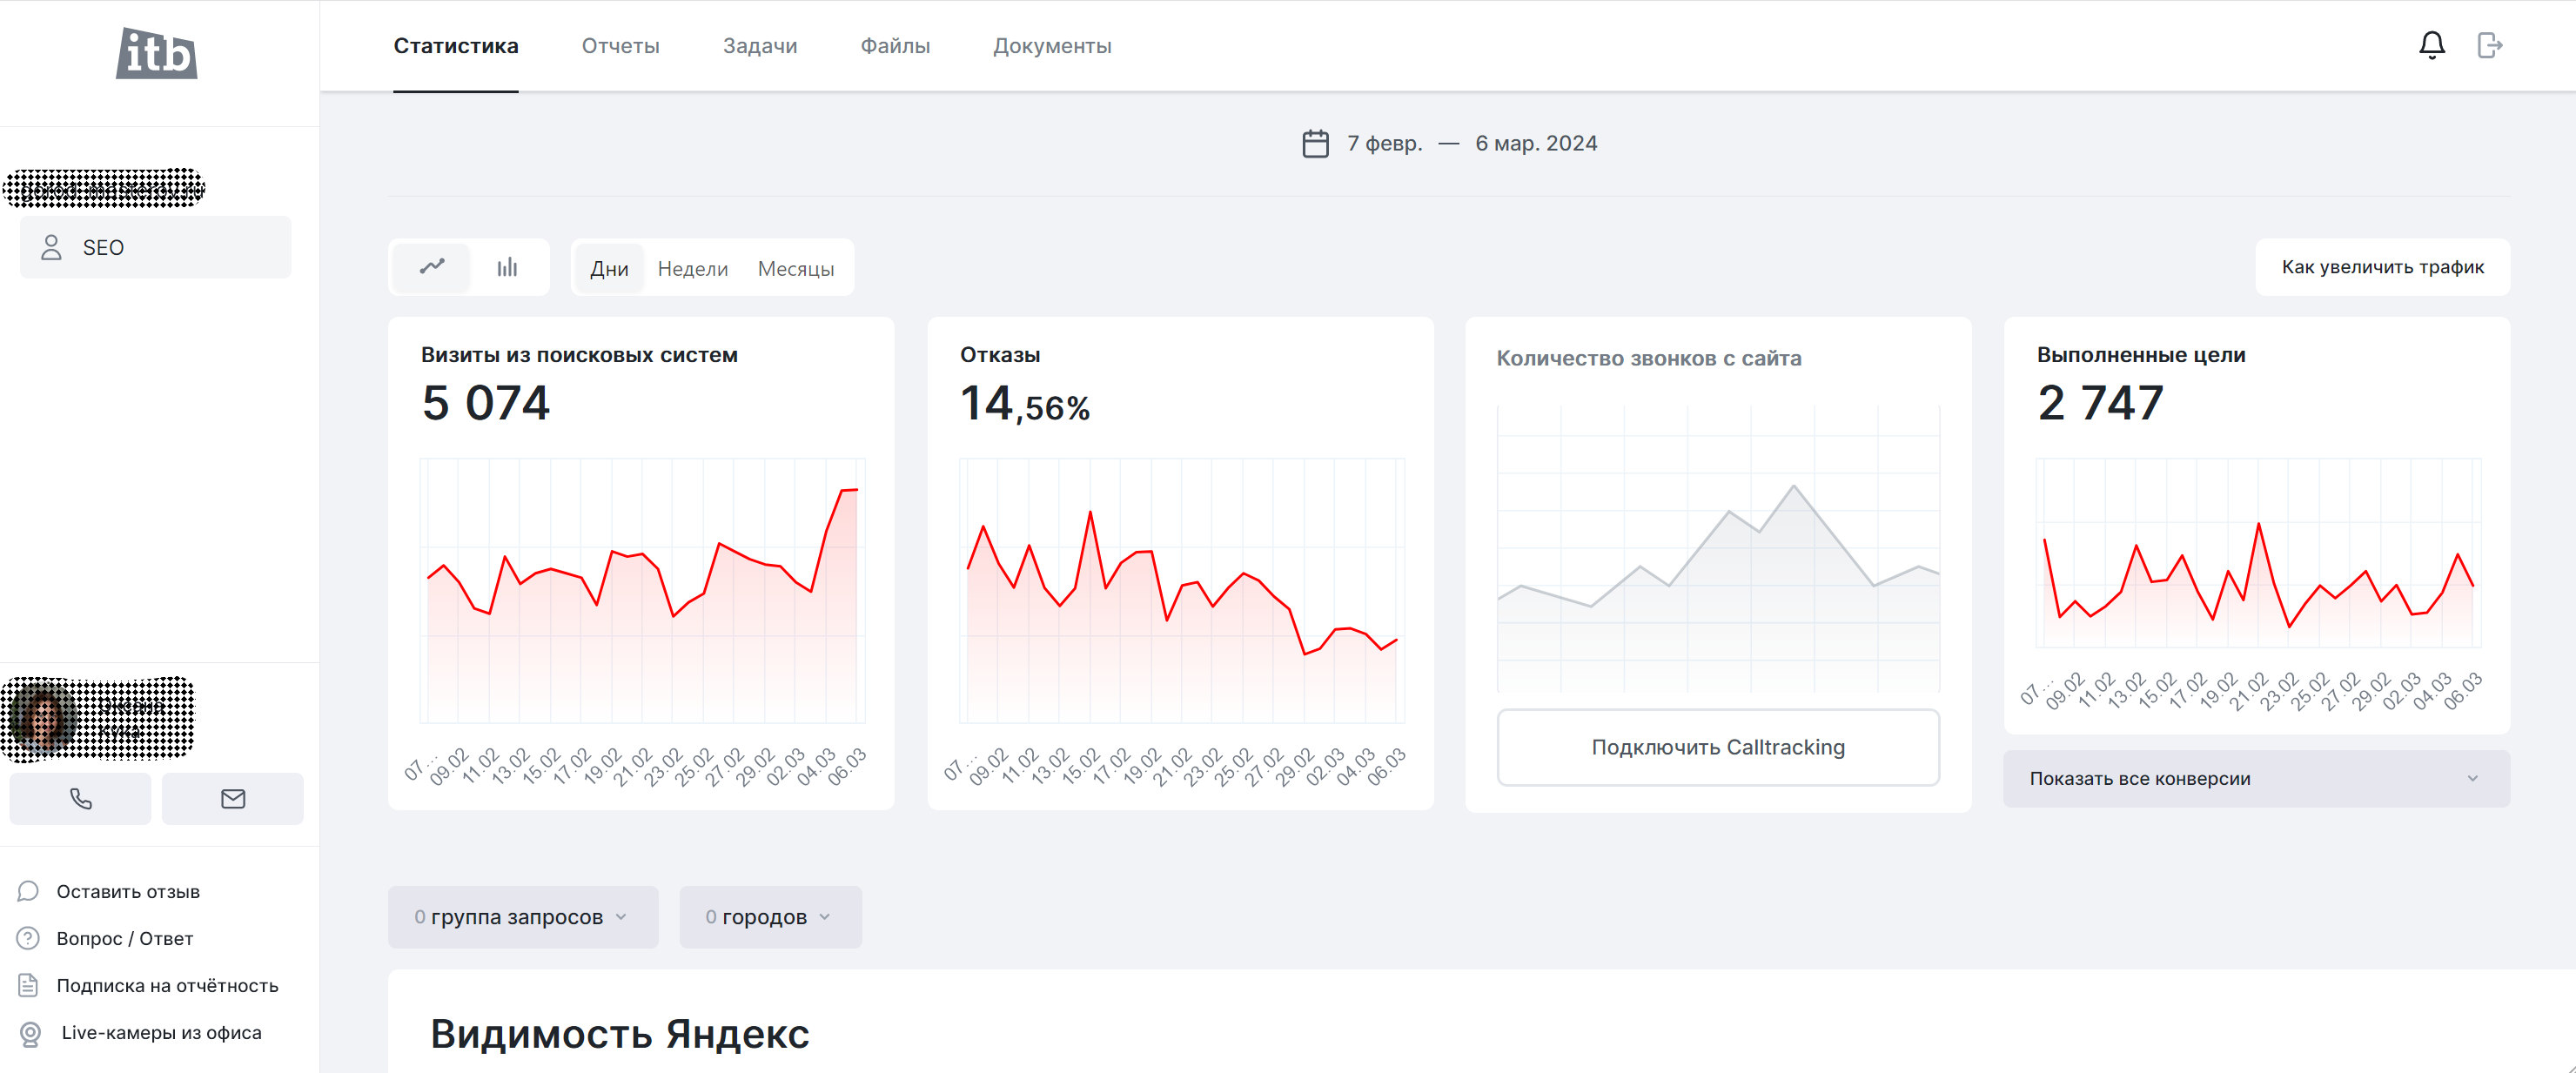 itb
Статистика Отчеты Задачи Файлы Документы
7 февр. — 6 мар. 2024
SEO
Дни Недели Месяцы
Как увеличить трафик
Визиты из поисковых систем
5 074
07... 09.02 11.02 13.02 15.02 17.02 19.02 21.02 23.02 25.02 27.02 29.02 02.03 04.03 06.03
Отказы
14,56%
07... 09.02 11.02 13.02 15.02 17.02 19.02 21.02 23.02 25.02 27.02 29.02 02.03 04.03 06.03
Количество звонков с сайта
Подключить Calltracking
Выполненные цели
2 747
07... 09.02 11.02 13.02 15.02 17.02 19.02 21.02 23.02 25.02 27.02 29.02 02.03 04.03 06.03
Показать все конверсии
Оставить отзыв
Вопрос / Ответ
Подписка на отчётность
Live-камеры из офиса
0 группа запросов
0 городов
Видимость Яндекс